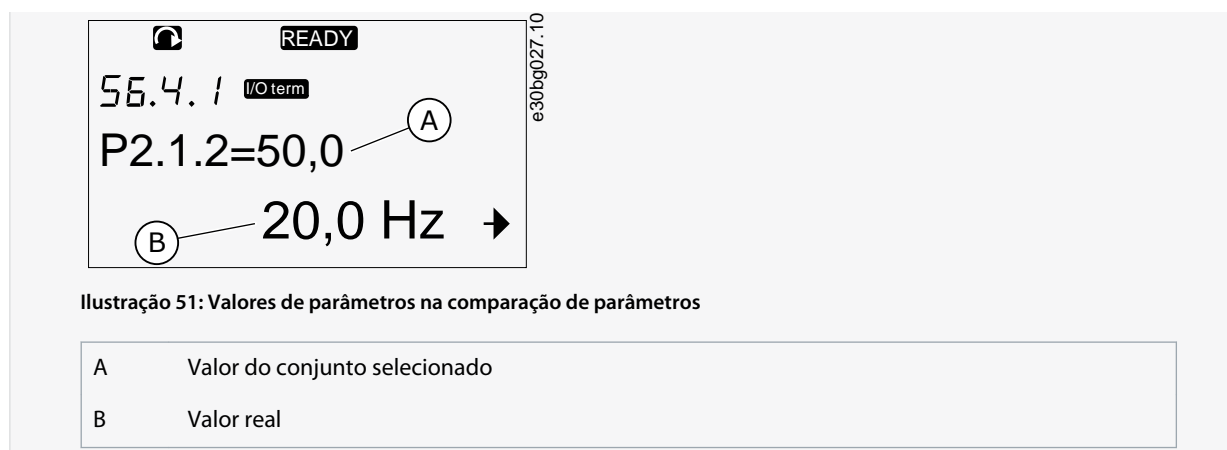 READY
S6.4.1 I/O term
P2.1.2=50,0
A
B
20,0 Hz
e30bg027.10
Ilustração 51: Valores de parâmetros na comparação de parâmetros
A Valor do conjunto selecionado
B Valor real